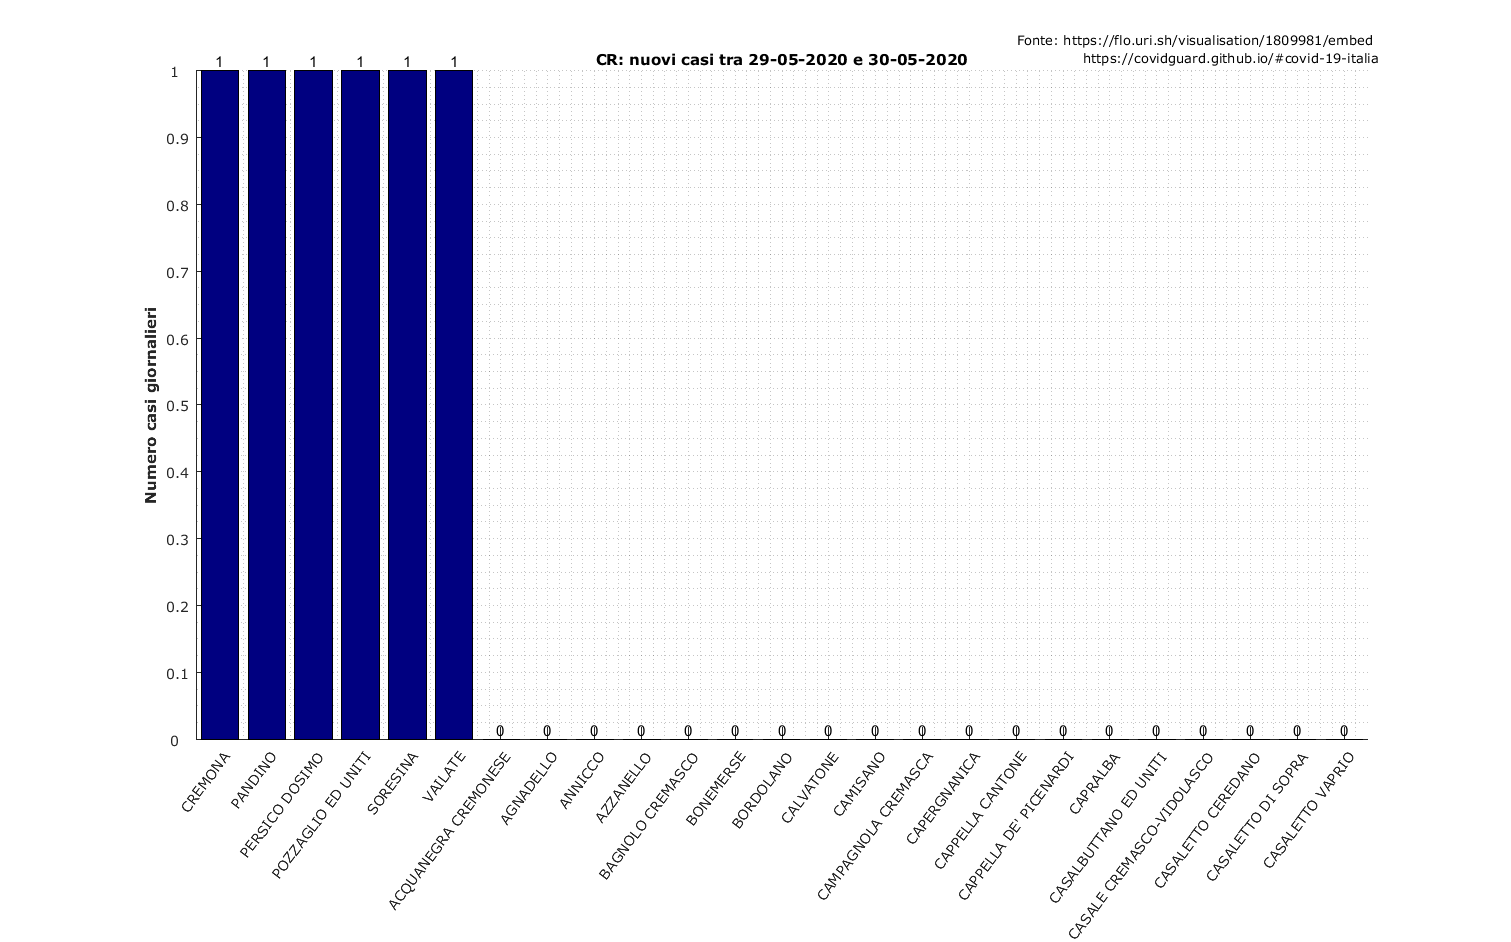 Fonte: https://flo.uri.sh/visualisation/1809981/embed
https://covidguard.github.io/#covid-19-italia
CR: nuovi casi tra 29-05-2020 e 30-05-2020
1 1 1 1 1 1
1
0.9
0.8
0.7
0.6
0.5
0.4
0.3
0.2
0.1
0
Numero casi giornalieri
0 0 0 0 0 0 0 0 0 0 0 0 0 0 0 0 0 0 0
CREMONA
PANDINO
PERSICO DOSIMO
POZZAGLIO ED UNITI
SORESINA
VAILATE
ACQUANEGRA CREMONESE
AGNADELLO
ANNICCO
AZZANELLO
BAGNOLO CREMASCO
BONEMERSE
BORDOLANO
CALVATONE
CAMISANO
CAMPAGNOLA CREMASCA
CAPERGNANICA
CAPPELLA CANTONE
CAPPELLA DE' PICENARDI
CAPRALBA
CASALBUTTANO ED UNITI
CASALE CREMASCO-VIDOLASCO
CASALETTO CEREDANO
CASALETTO DI SOPRA
CASALETTO VAPRIO